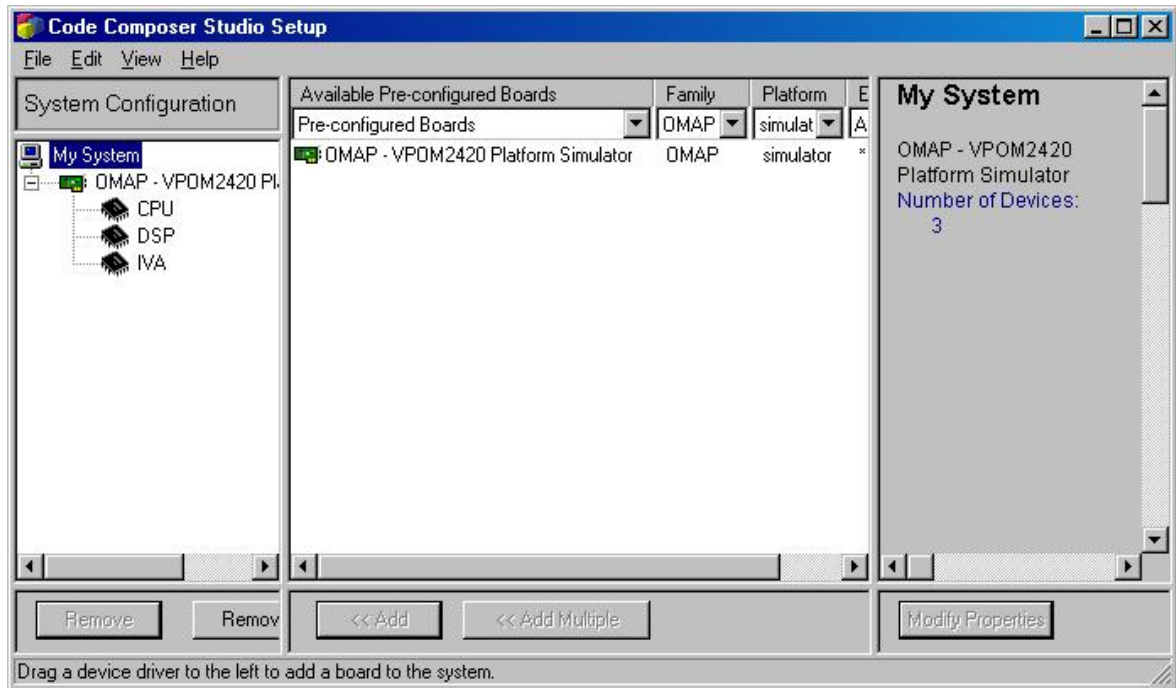 Code Composer Studio Setup
File Edit View Help
System Configuration
My System
OMAP - VPOM2420 Pl
CPU
DSP
IVA
Available Pre-configured Boards Family Platform E
Pre-configured Boards OMAP simulat A
OMAP - VPOM2420 Platform Simulator OMAP simulator *
My System
OMAP - VPOM2420
Platform Simulator
Number of Devices:
3
Remove Remov << Add << Add Multiple Modify Properties
Drag a device driver to the left to add a board to the system.